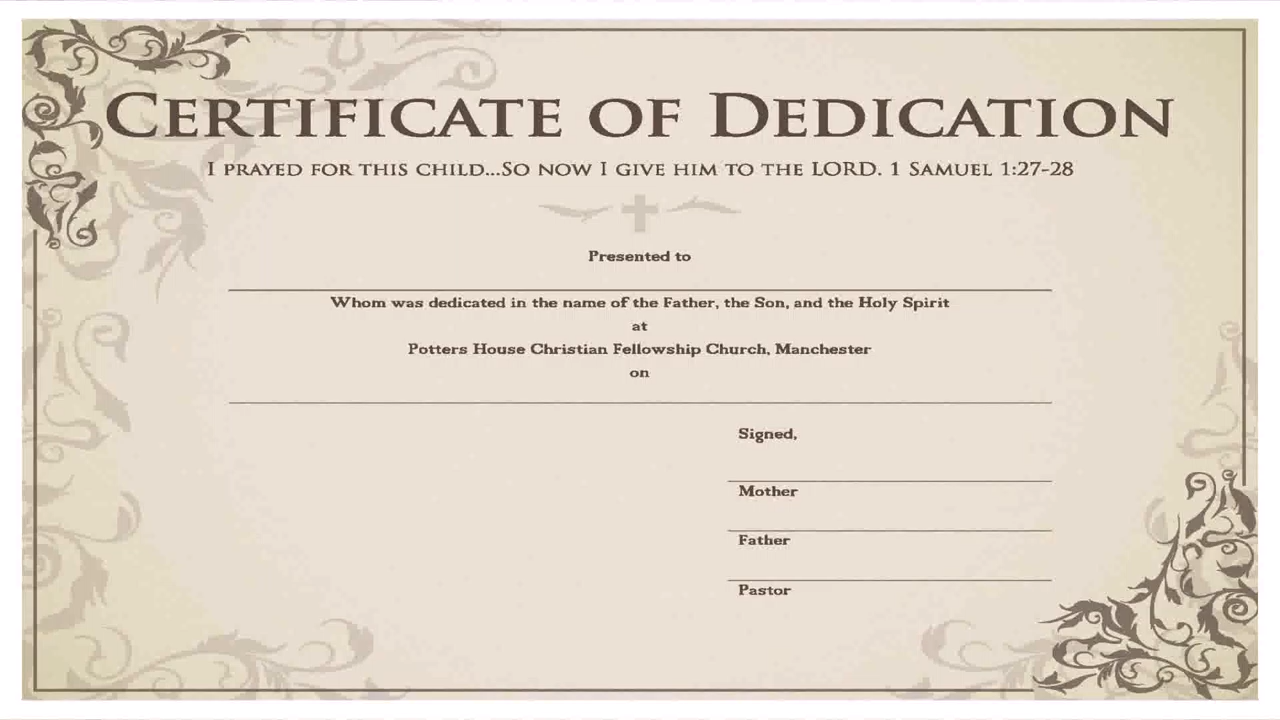 CERTIFICATE OF DEDICATION
I PRAYED FOR THIS CHILD...SO NOW I GIVE HIM TO THE LORD. 1 SAMUEL 1:27-28
Presented to
Whom was dedicated in the name of the Father, the Son, and the Holy Spirit
at
Potters House Christian Fellowship Church, Manchester
on
Signed,
Mother
Father
Pastor